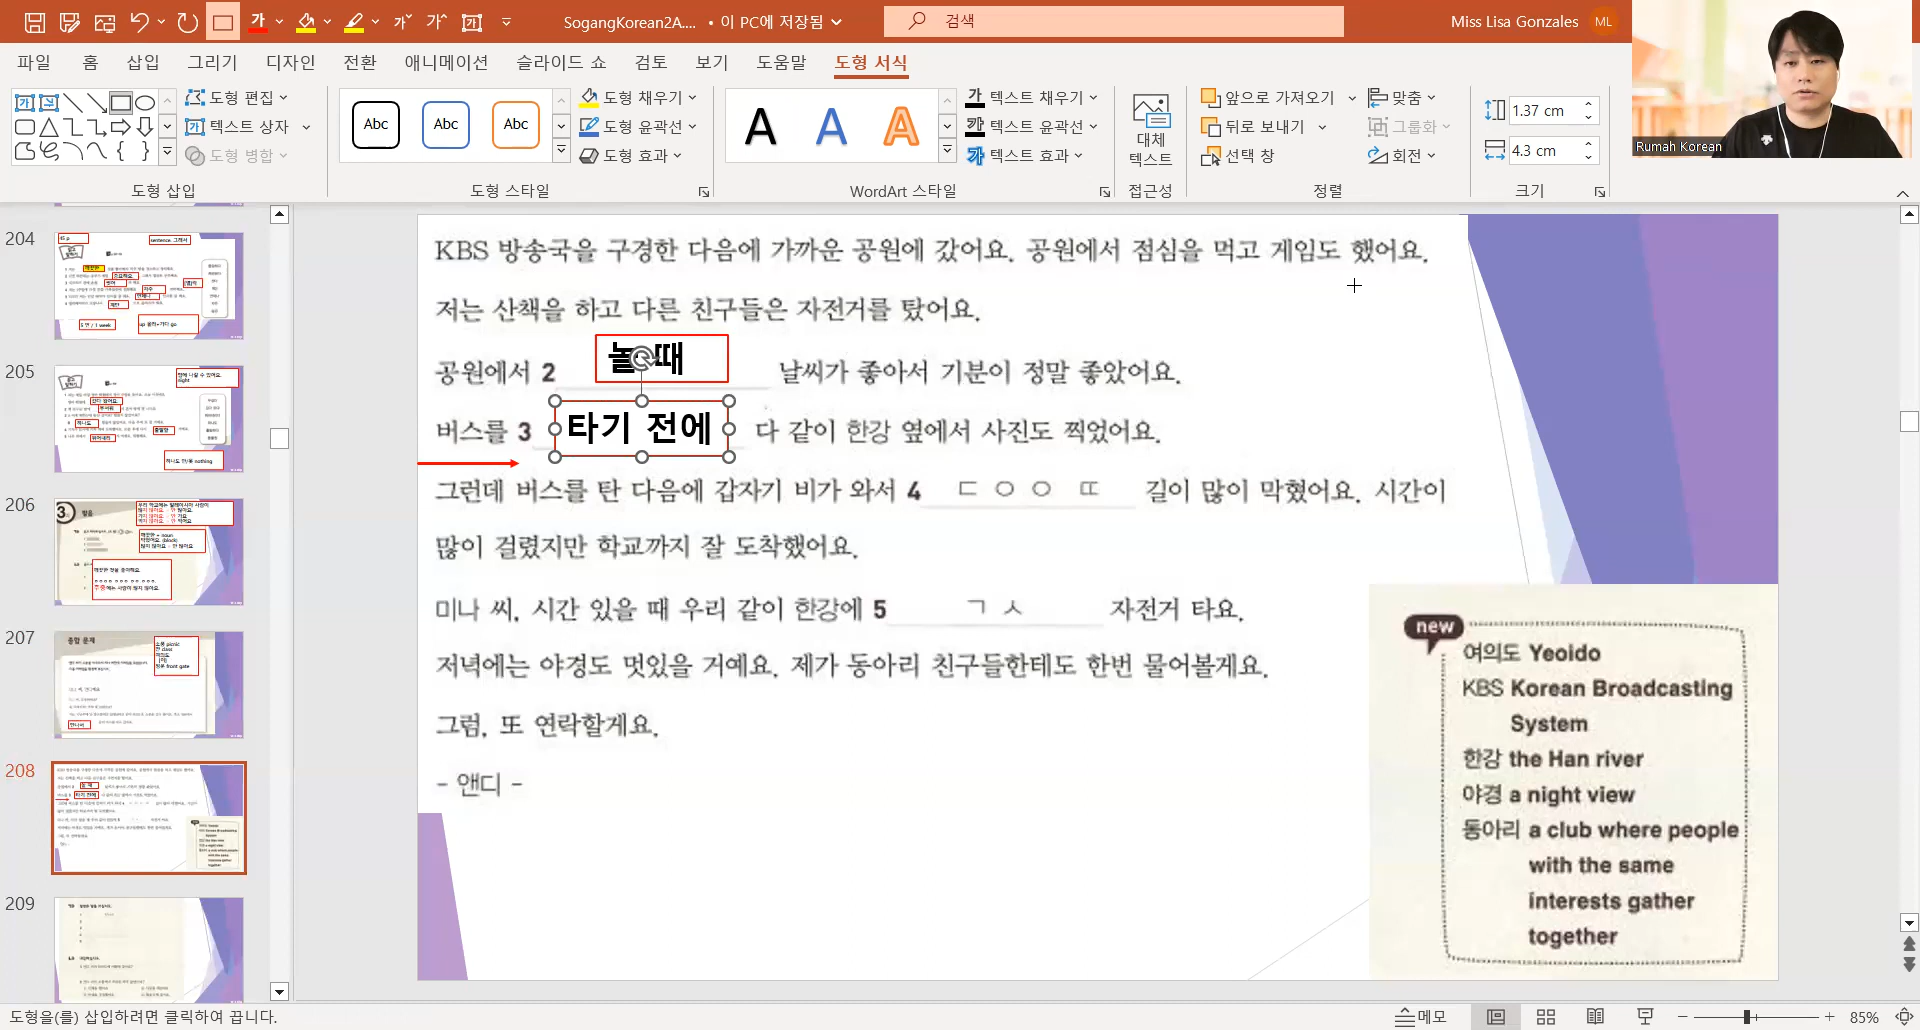 SogangKorean2A.... • 이 PC에 저장됨
검색
Miss Lisa Gonzales ML
파일 홈 삽입 그리기 디자인 전환 애니메이션 슬라이드 쇼 검토 보기 도움말 도형 서식
도형 편집
텍스트 상자
도형 병합
도형 삽입
Abc Abc Abc
도형 채우기
도형 윤곽선
도형 효과
도형 스타일
A A A
텍스트 채우기
텍스트 윤곽선
텍스트 효과
WordArt 스타일
대체
텍스트
접근성
앞으로 가져오기
뒤로 보내기
선택 창
맞춤
그룹화
회전
정렬
1.37 cm
4.3 cm
크기
Rumah Korean
204
205
206
207
208
209
KBS 방송국을 구경한 다음에 가까운 공원에 갔어요. 공원에서 점심을 먹고 게임도 했어요.
저는 산책을 하고 다른 친구들은 자전거를 탔어요.
공원에서 2 놀 때 날씨가 좋아서 기분이 정말 좋았어요.
버스를 3 타기 전에 다 같이 한강 옆에서 사진도 찍었어요.
그런데 버스를 탄 다음에 갑자기 비가 와서 4 ㄷ ㅇ ㅇ ㄸ 길이 많이 막혔어요. 시간이
많이 걸렸지만 학교까지 잘 도착했어요.
미나 씨, 시간 있을 때 우리 같이 한강에 5 ㄱ ㅅ 자전거 타요.
저녁에는 야경도 멋있을 거예요. 제가 동아리 친구들한테도 한번 물어볼게요.
그럼, 또 연락할게요.
- 앤디 -
new
여의도 Yeoido
KBS Korean Broadcasting
System
한강 the Han river
야경 a night view
동아리 a club where people
with the same
interests gather
together
도형을(를) 삽입하려면 클릭하여 끕니다.
메모
85%